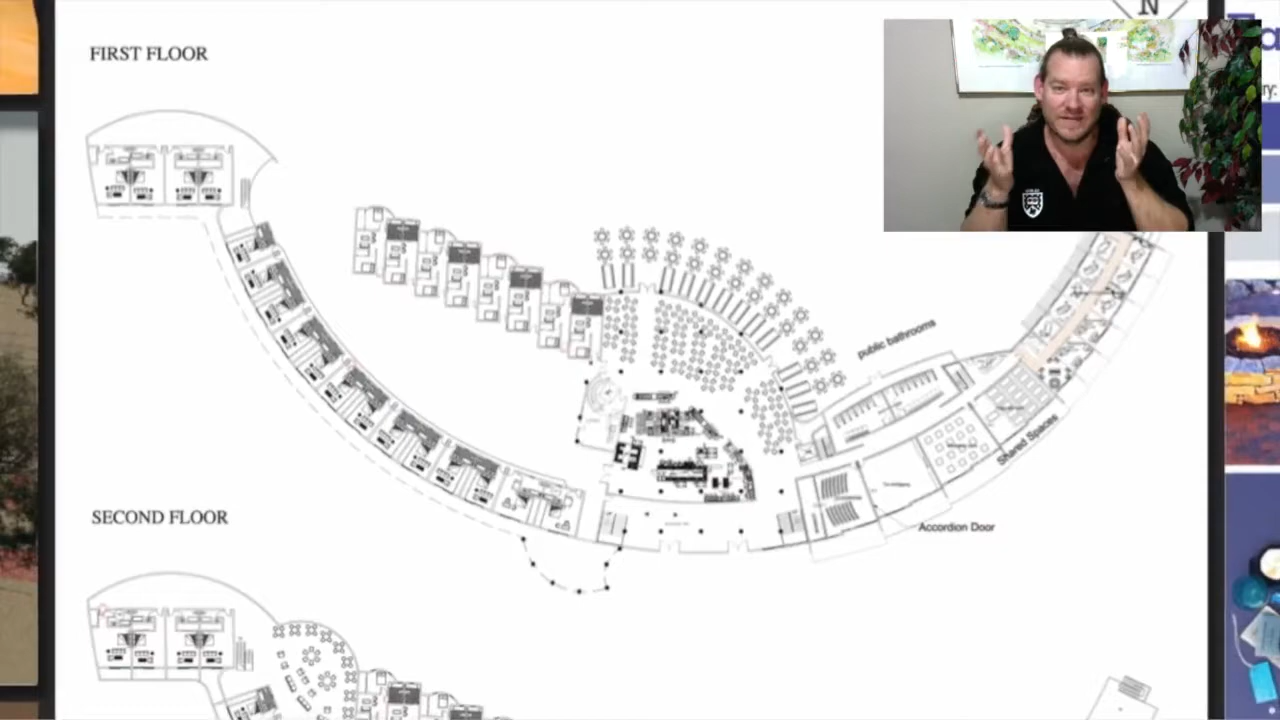 N
FIRST FLOOR
public bathrooms
Shared Spaces
Accordion Door
SECOND FLOOR